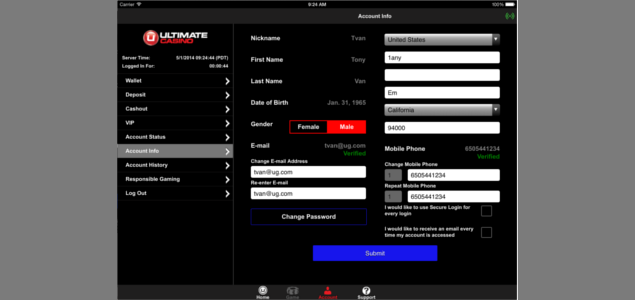 Carrier
9:24 AM
100%
Account Info
ULTIMATE
CASINO
Server Time: 5/1/2014 09:24:44 (PDT)
Logged In For: 00:00:44
Wallet
Deposit
Cashout
VIP
Account Status
Account Info
Account History
Responsible Gaming
Log Out
Nickname Tvan
First Name Tony
Last Name Van
Date of Birth Jan. 31, 1965
Gender Female Male
E-mail tvan@ug.com
Verified
Change E-mail Address
tvan@ug.com
Re-enter E-mail
tvan@ug.com
Change Password
United States
1any
Em
California
94000
Mobile Phone 6505441234
Verified
Change Mobile Phone
1 6505441234
Repeat Mobile Phone
1 6505441234
I would like to use Secure Login for
every login
I would like to receive an email every
time my account is accessed
Submit
Home Game Account Support